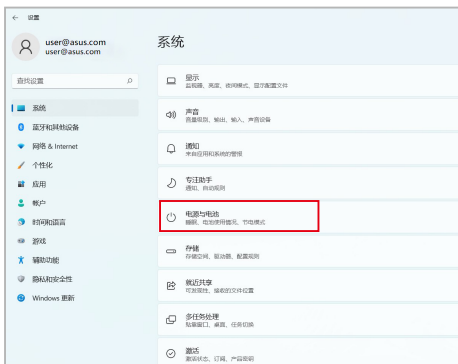 设置
user@asus.com
user@asus.com
系统
查找设置
系统
蓝牙和其他设备
网络 & Internet
个性化
应用
帐户
时间和语言
游戏
辅助功能
隐私和安全性
Windows 更新
显示
监视器、亮度、夜间模式、显示配置文件
声音
音量级别、输出、输入、声音设备
通知
来自应用和系统的警报
专注助手
通知、自动规则
电源与电池
睡眠、电池使用情况、节电模式
存储
存储空间、驱动器、配置规则
就近共享
可发现性、接收的文件位置
多任务处理
贴靠窗口、桌面、任务切换
激活
激活状态、订阅、产品密钥